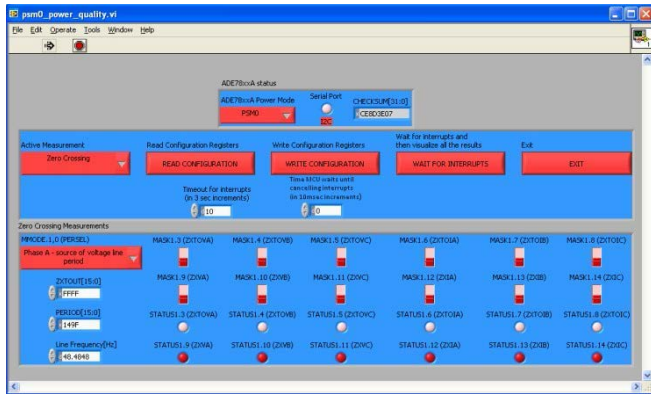 psm0_power_quality.vi
File Edit Operate Tools Window Help
ADE78xxA status
ADE78xxA Power Mode
Serial Port
CHECKSUM[31:0]
PSM0
I2C
CE8D3E07
Active Measurement
Read Configuration Registers
Write Configuration Registers
Wait for interrupts and
then visualize all the results
Exit
Zero Crossing
READ CONFIGURATION
WRITE CONFIGURATION
WAIT FOR INTERRUPTS
EXIT
Timeout for interrupts
(in 3 sec increments)
10
Time MCU waits until
cancelling interrupts
(in 10msec increments)
0
Zero Crossing Measurements
MMODE.1,0 (PERSEL)
Phase A - source of voltage line
period
MASK1.3 (ZXTOVA) MASK1.4 (ZXTOVB) MASK1.5 (ZXTOVC) MASK1.6 (ZXTOIA) MASK1.7 (ZXTOIB) MASK1.8 (ZXTOIC)
ZXTOUT[15:0]
FFFF
MASK1.9 (ZXVA) MASK1.10 (ZXVB) MASK1.11 (ZXVC) MASK1.12 (ZXIA) MASK1.13 (ZXIB) MASK1.14 (ZXIC)
PERIOD[15:0]
149F
STATUS1.3 (ZXTOVA) STATUS1.4 (ZXTOVB) STATUS1.5 (ZXTOVC) STATUS1.6 (ZXTOIA) STATUS1.7 (ZXTOIB) STATUS1.8 (ZXTOIC)
Line Frequency[Hz]
48.4848
STATUS1.9 (ZXVA) STATUS1.10 (ZXVB) STATUS1.11 (ZXVC) STATUS1.12 (ZXIA) STATUS1.13 (ZXIB) STATUS1.14 (ZXIC)